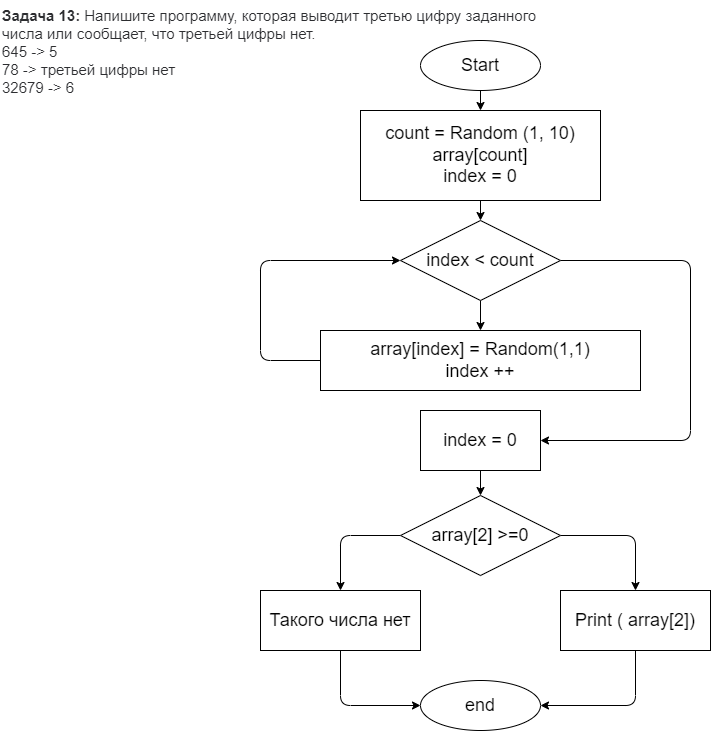 Задача 13: Напишите программу, которая выводит третью цифру заданного
числа или сообщает, что третьей цифры нет.
645 -> 5
78 -> третьей цифры нет
32679 -> 6
Start
count = Random (1, 10)
array[count]
index = 0
index < count
array[index] = Random(1,1)
index ++
index = 0
array[2] >=0
Такого числа нет
Print ( array[2])
end